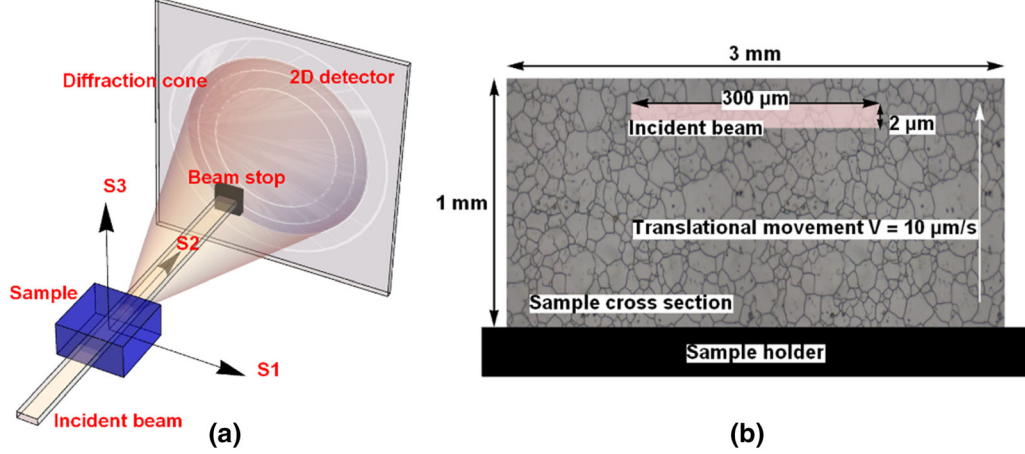 Diffraction cone
2D detector
Beam stop
S3
S2
Sample
S1
Incident beam
(a)
3 mm
300 µm
Incident beam
2 µm
1 mm
Translational movement V = 10 µm/s
Sample cross section
Sample holder
(b)